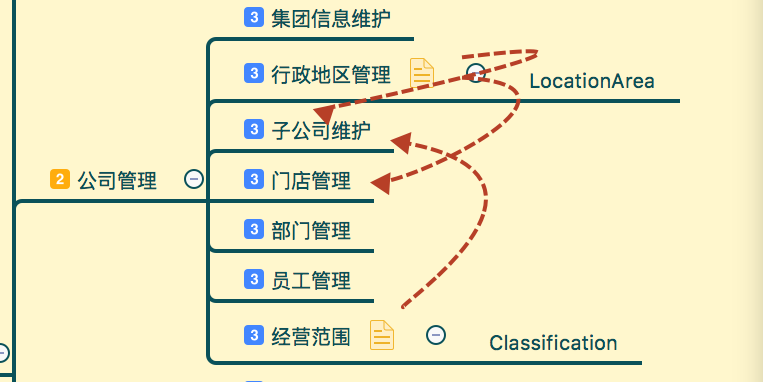 3 集团信息维护
3 行政地区管理
LocationArea
3 子公司维护
2 公司管理
3 门店管理
3 部门管理
3 员工管理
3 经营范围
Classification